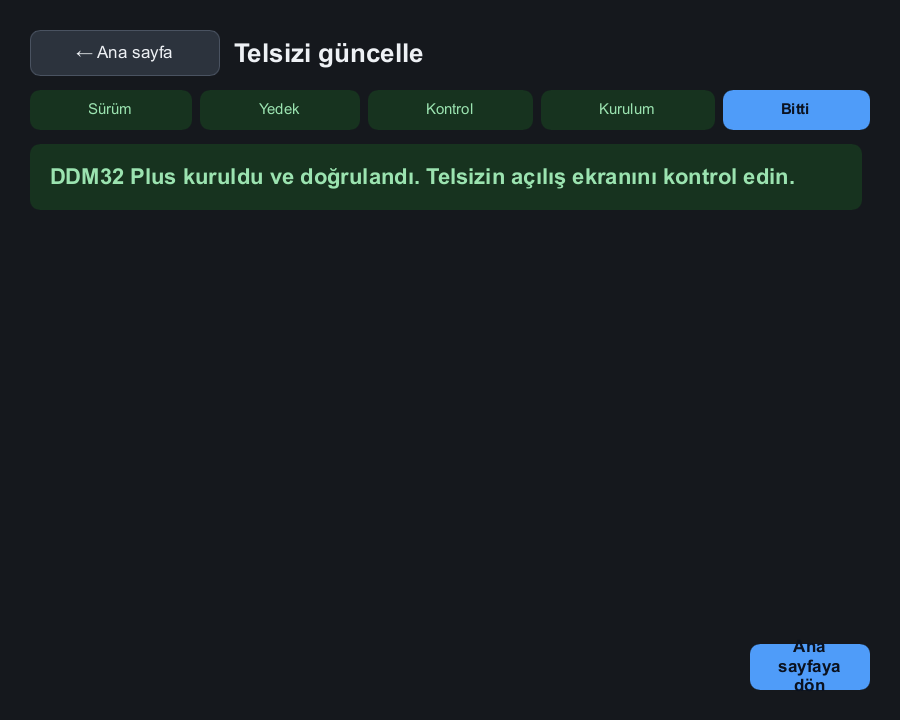 ← Ana sayfa
Telsizi güncelle
Sürüm
Yedek
Kontrol
Kurulum
Bitti
DDM32 Plus kuruldu ve doğrulandı. Telsizin açılış ekranını kontrol edin.
Ana
sayfaya
dön